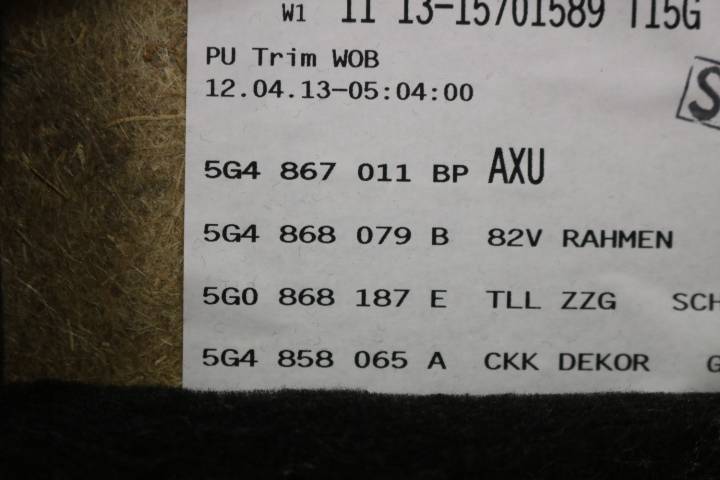 W1 11 13-15701589 T15G
PU Trim WOB
12.04.13-05:04:00
5G4 867 011 BP AXU
5G4 868 079 B 82V RAHMEN
5G0 868 187 E TLL ZZG SCH
5G4 858 065 A CKK DEKOR G
S